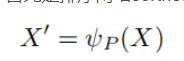 X′ = ψ_P(X)